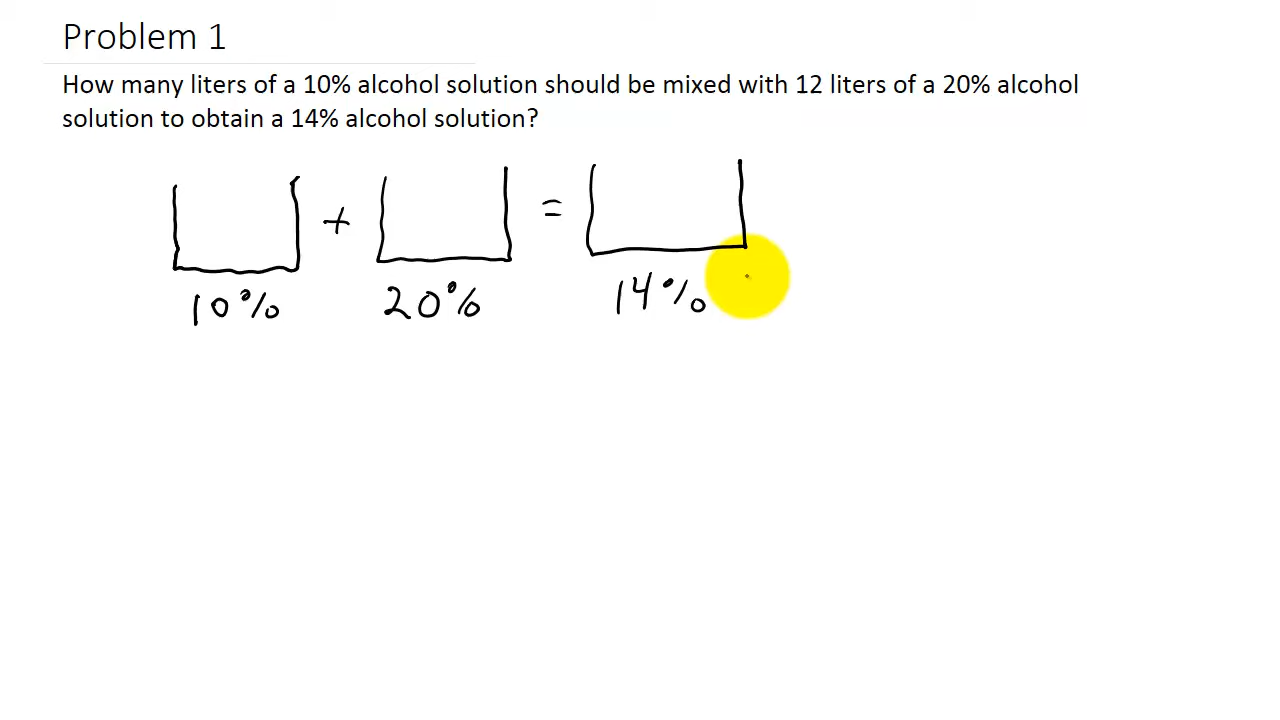 Problem 1
How many liters of a 10% alcohol solution should be mixed with 12 liters of a 20% alcohol
solution to obtain a 14% alcohol solution?
+ =
10% 20% 14%